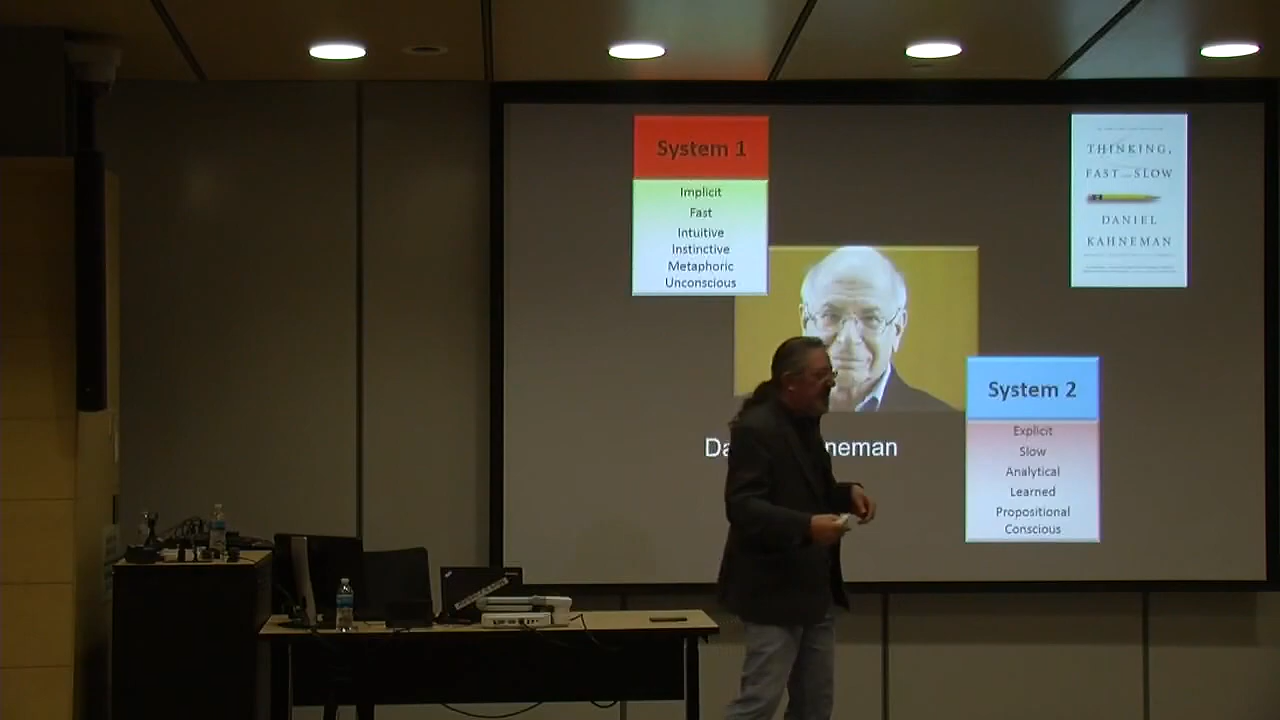 System 1
Implicit
Fast
Intuitive
Instinctive
Metaphoric
Unconscious
THINKING,
FAST AND SLOW
DANIEL
KAHNEMAN
Da neman
System 2
Explicit
Slow
Analytical
Learned
Propositional
Conscious